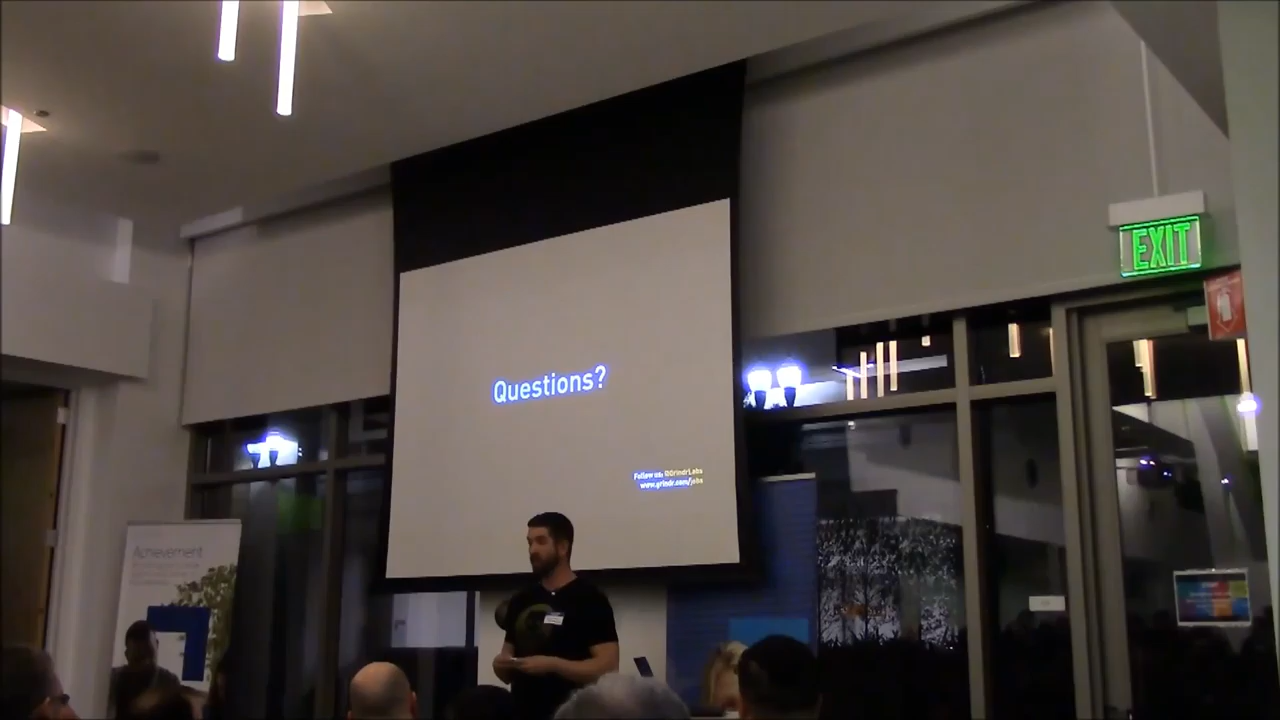 EXIT
Questions?
Follow us: @GrindrLabs
www.grindr.com/jobs
Achievement